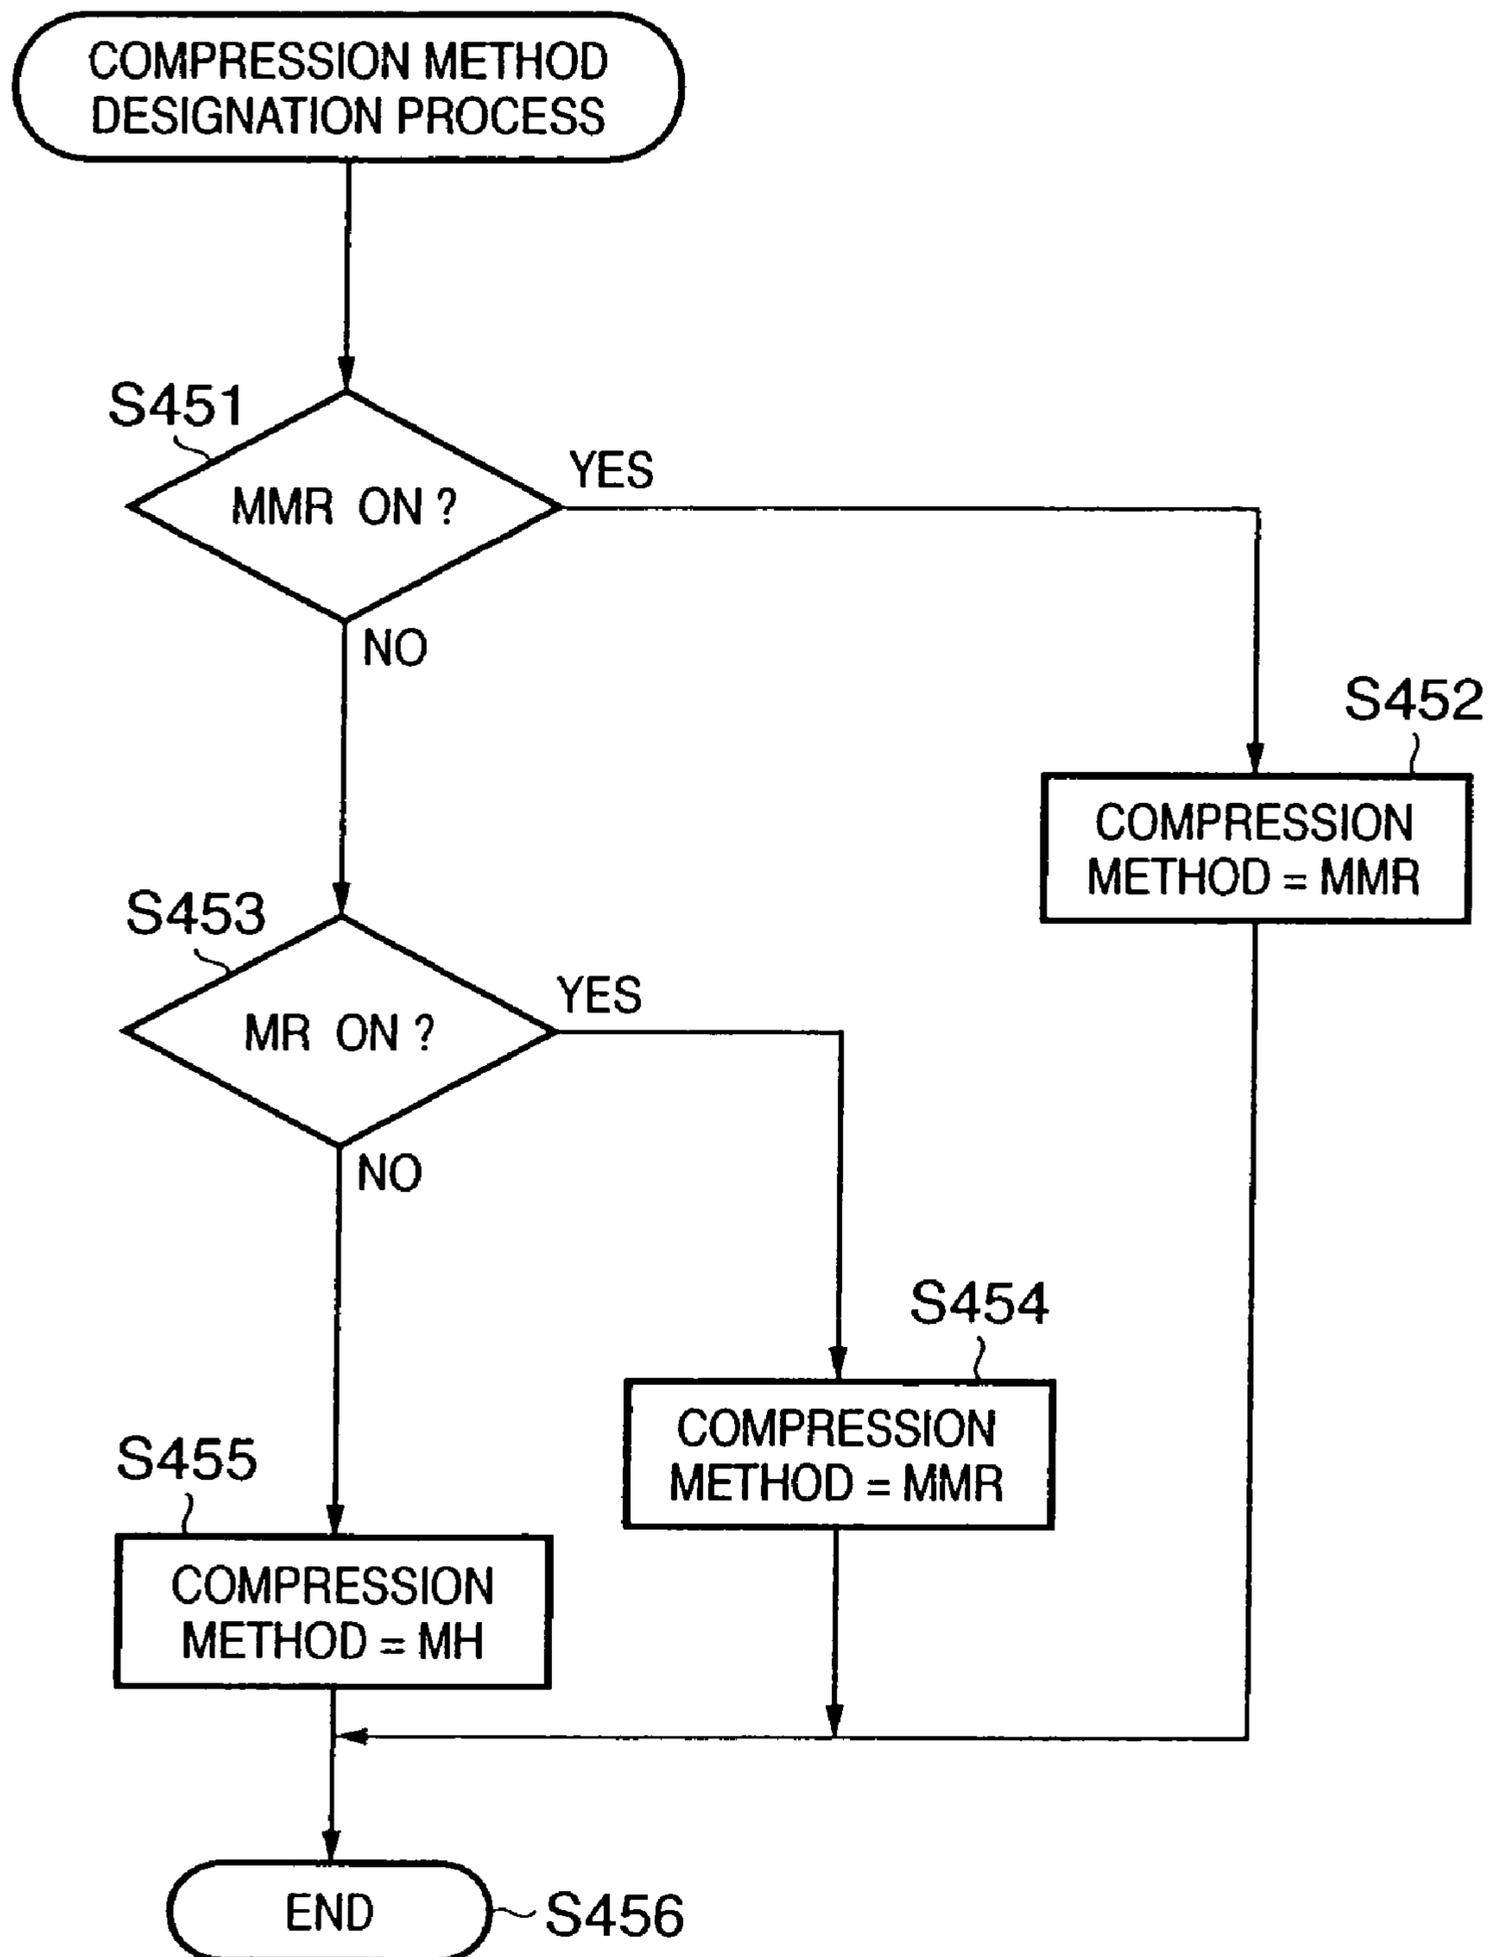 COMPRESSION METHOD
DESIGNATION PROCESS
S451
MMR ON ?
YES
NO
S452
COMPRESSION
METHOD = MMR
S453
MR ON ?
YES
NO
S454
COMPRESSION
METHOD = MMR
S455
COMPRESSION
METHOD = MH
END
S456